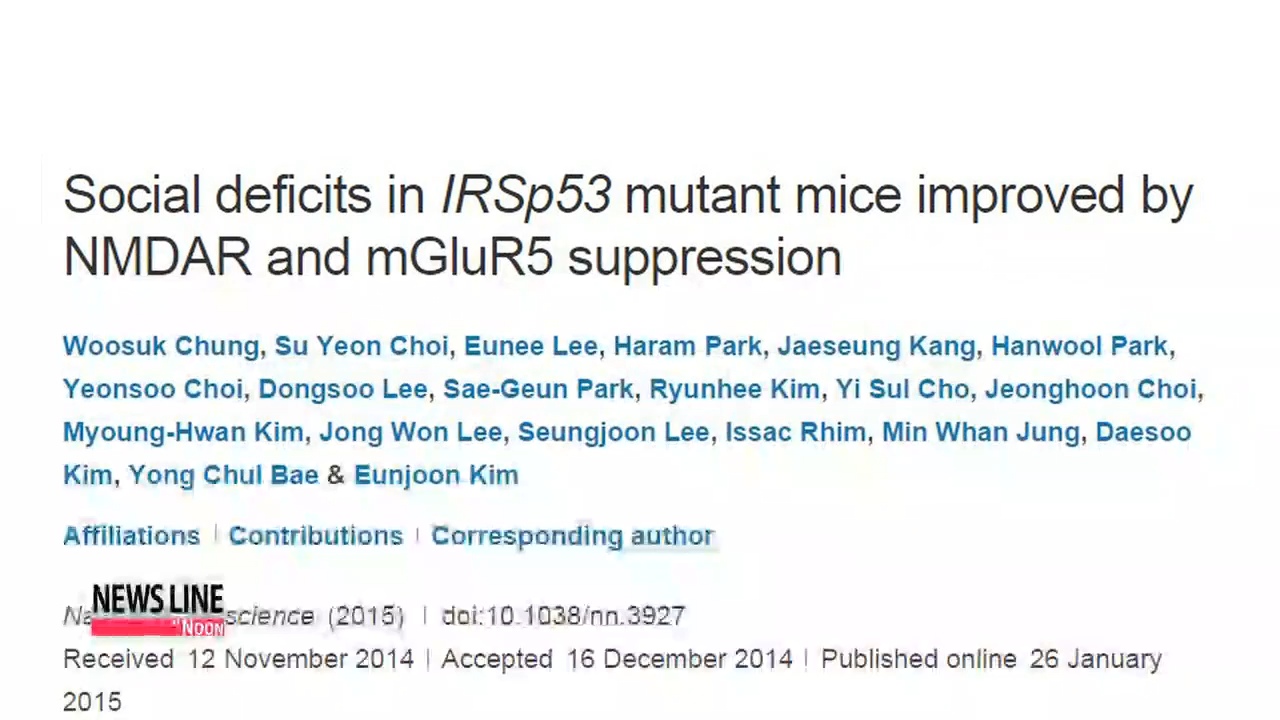 Social deficits in IRSp53 mutant mice improved by
NMDAR and mGluR5 suppression
Woosuk Chung, Su Yeon Choi, Eunee Lee, Haram Park, Jaeseung Kang, Hanwool Park,
Yeonsoo Choi, Dongsoo Lee, Sae-Geun Park, Ryunhee Kim, Yi Sul Cho, Jeonghoon Choi,
Myoung-Hwan Kim, Jong Won Lee, Seungjoon Lee, Issac Rhim, Min Whan Jung, Daesoo
Kim, Yong Chul Bae & Eunjoon Kim
Affiliations | Contributions | Corresponding author
NEWS LINE
at NOON
(2015) | doi:10.1038/nn.3927
Received 12 November 2014 | Accepted 16 December 2014 | Published online 26 January
2015